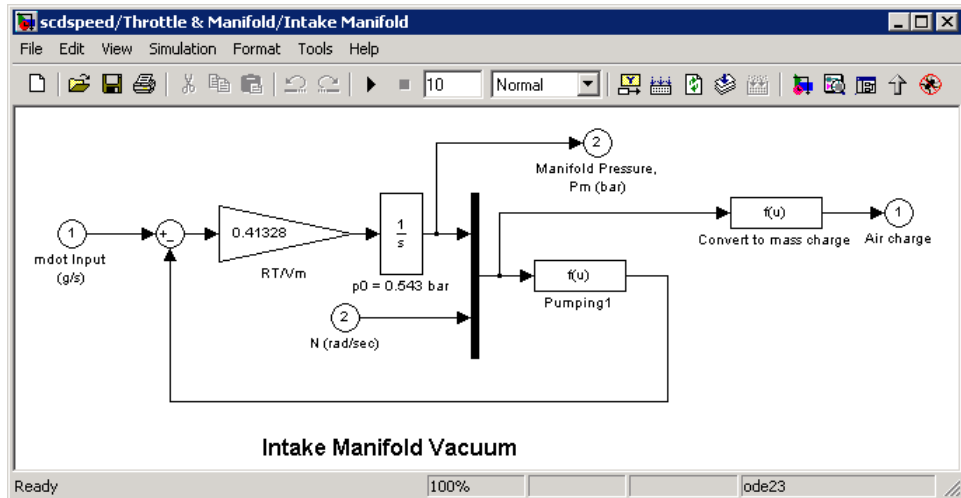 scdspeed/Throttle & Manifold/Intake Manifold
File Edit View Simulation Format Tools Help
10 Normal
2
Manifold Pressure,
Pm (bar)
1
mdot Input
(g/s)
+
-
0.41328
RT/Vm
1
s
p0 = 0.543 bar
2
N (rad/sec)
f(u)
Convert to mass charge
1
Air charge
f(u)
Pumping1
Intake Manifold Vacuum
Ready 100% ode23